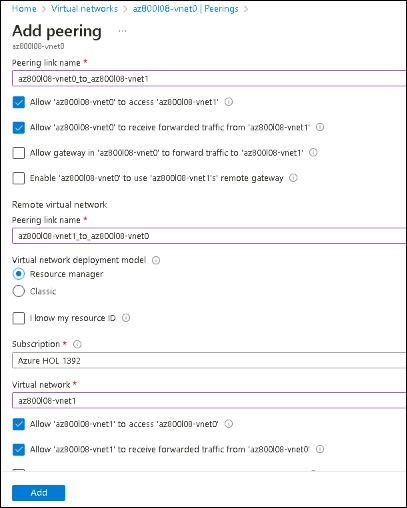 Home > Virtual networks > az800l08-vnet0 | Peerings >
Add peering ...
az800l08-vnet0
Peering link name *
az800l08-vnet0_to_az800l08-vnet1
Allow 'az800l08-vnet0' to access 'az800l08-vnet1'
Allow 'az800l08-vnet0' to receive forwarded traffic from 'az800l08-vnet1'
Allow gateway in 'az800l08-vnet0' to forward traffic to 'az800l08-vnet1'
Enable 'az800l08-vnet0' to use 'az800l08-vnet1's' remote gateway
Remote virtual network
Peering link name *
az800l08-vnet1_to_az800l08-vnet0
Virtual network deployment model
Resource manager
Classic
I know my resource ID
Subscription *
Azure HOL 1392
Virtual network *
az800l08-vnet1
Allow 'az800l08-vnet1' to access 'az800l08-vnet0'
Allow 'az800l08-vnet1' to receive forwarded traffic from 'az800l08-vnet0'
Add